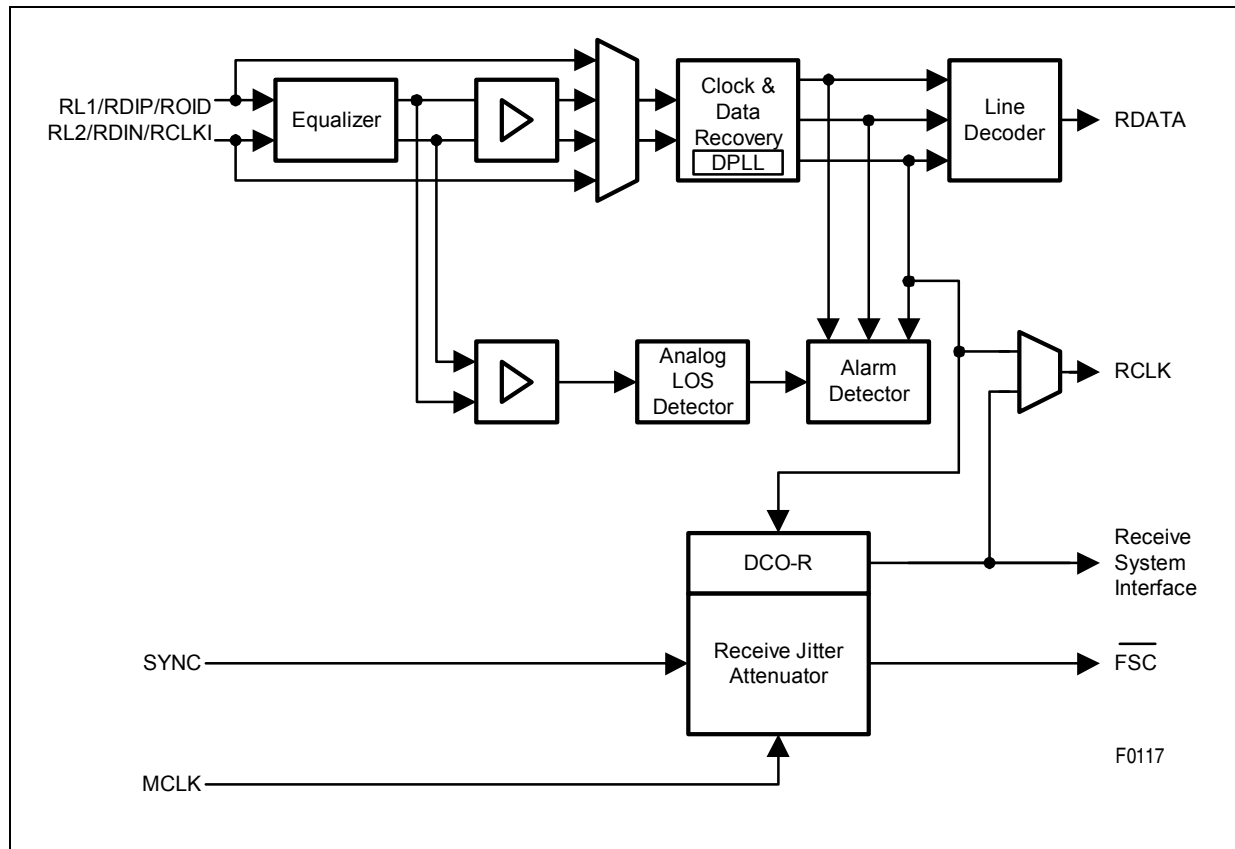 RL1/RDIP/ROID
RL2/RDIN/RCLKI
Equalizer
Clock &
Data
Recovery
DPLL
Line
Decoder
RDATA
Analog
LOS
Detector
Alarm
Detector
RCLK
DCO-R
Receive
System
Interface
SYNC
Receive Jitter
Attenuator
FSC
F0117
MCLK